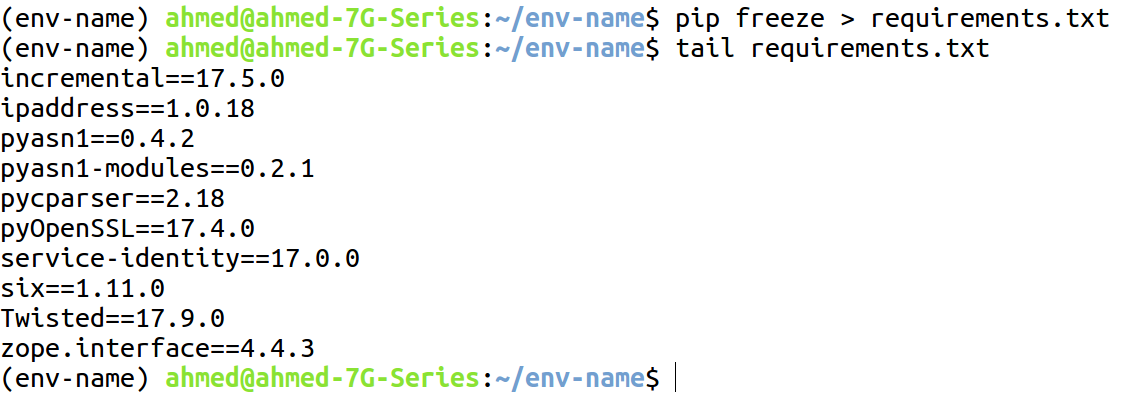 (env-name) ahmed@ahmed-7G-Series:~/env-name$ pip freeze > requirements.txt
(env-name) ahmed@ahmed-7G-Series:~/env-name$ tail requirements.txt
incremental==17.5.0
ipaddress==1.0.18
pyasn1==0.4.2
pyasn1-modules==0.2.1
pycparser==2.18
pyOpenSSL==17.4.0
service-identity==17.0.0
six==1.11.0
Twisted==17.9.0
zope.interface==4.4.3
(env-name) ahmed@ahmed-7G-Series:~/env-name$